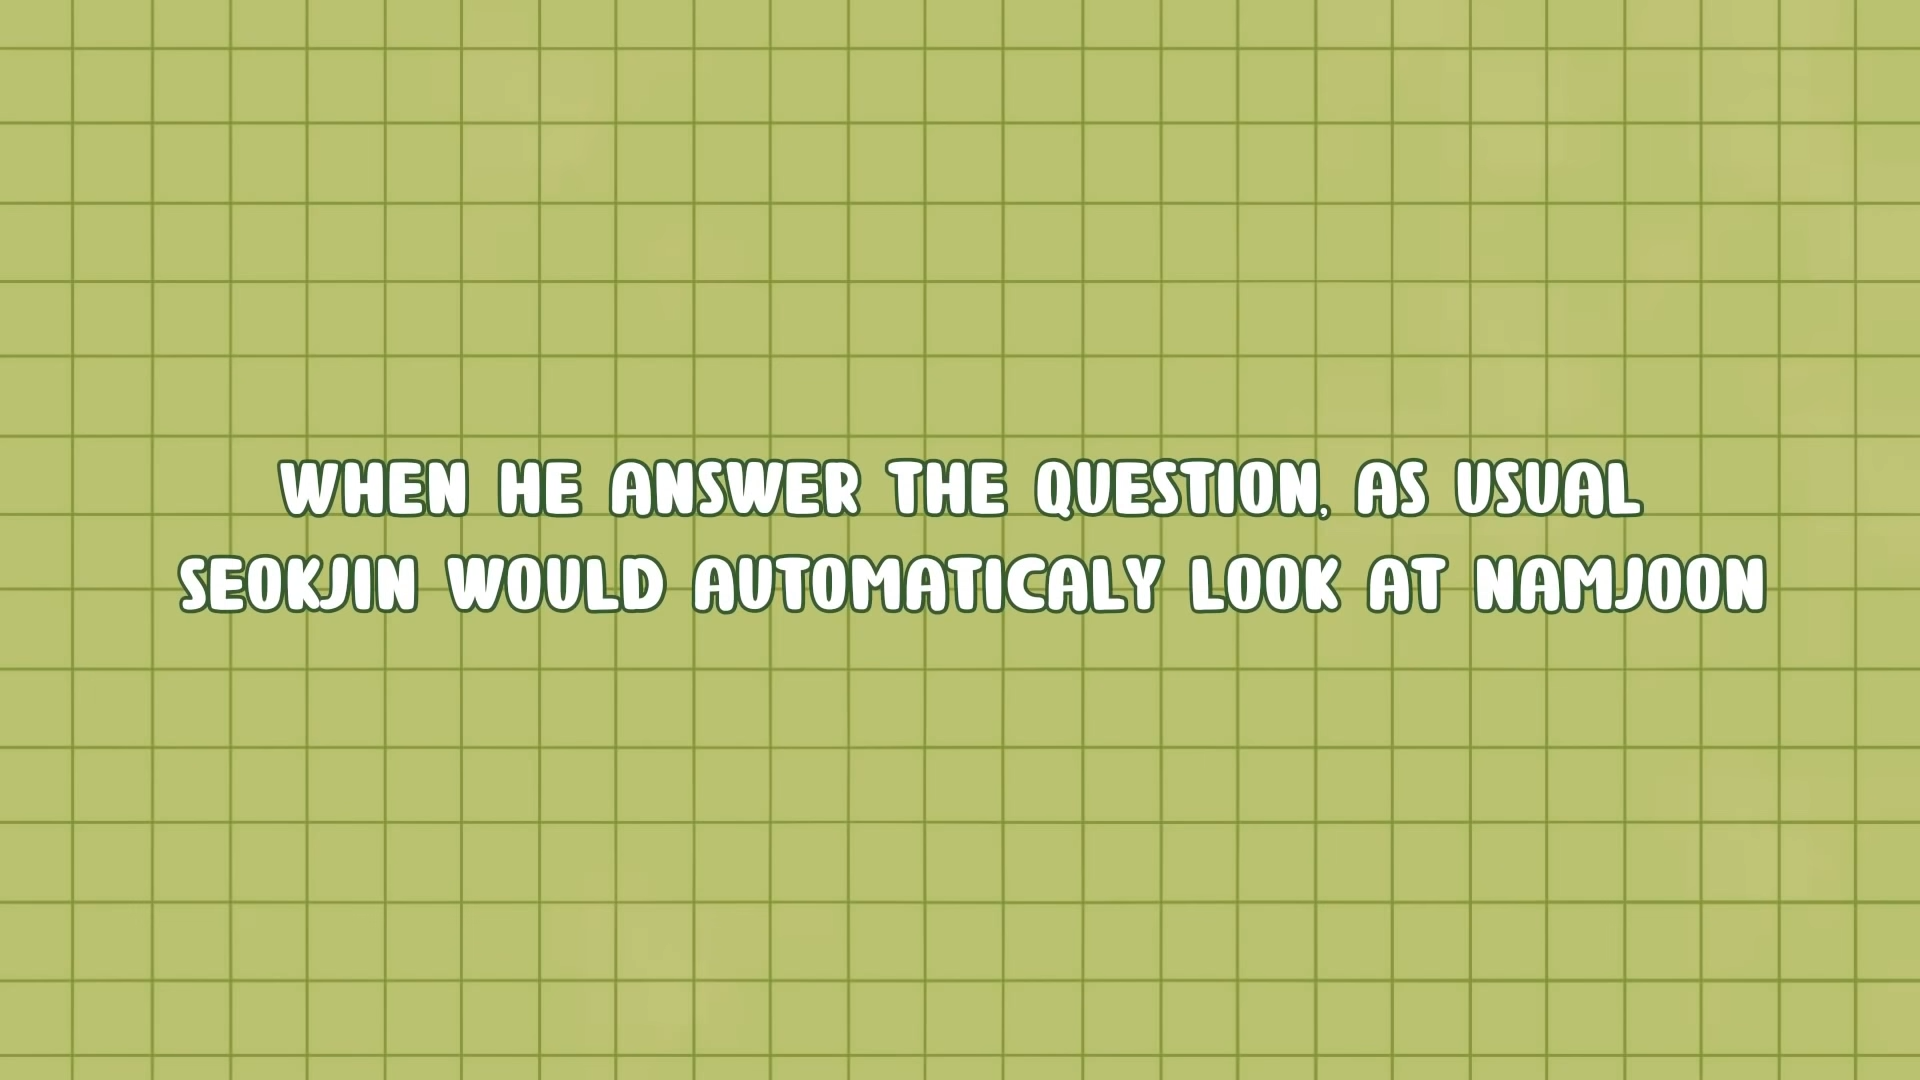 WHEN HE ANSWER THE QUESTION, AS USUAL
SEOKJIN WOULD AUTOMATICALY LOOK AT NAMJOON